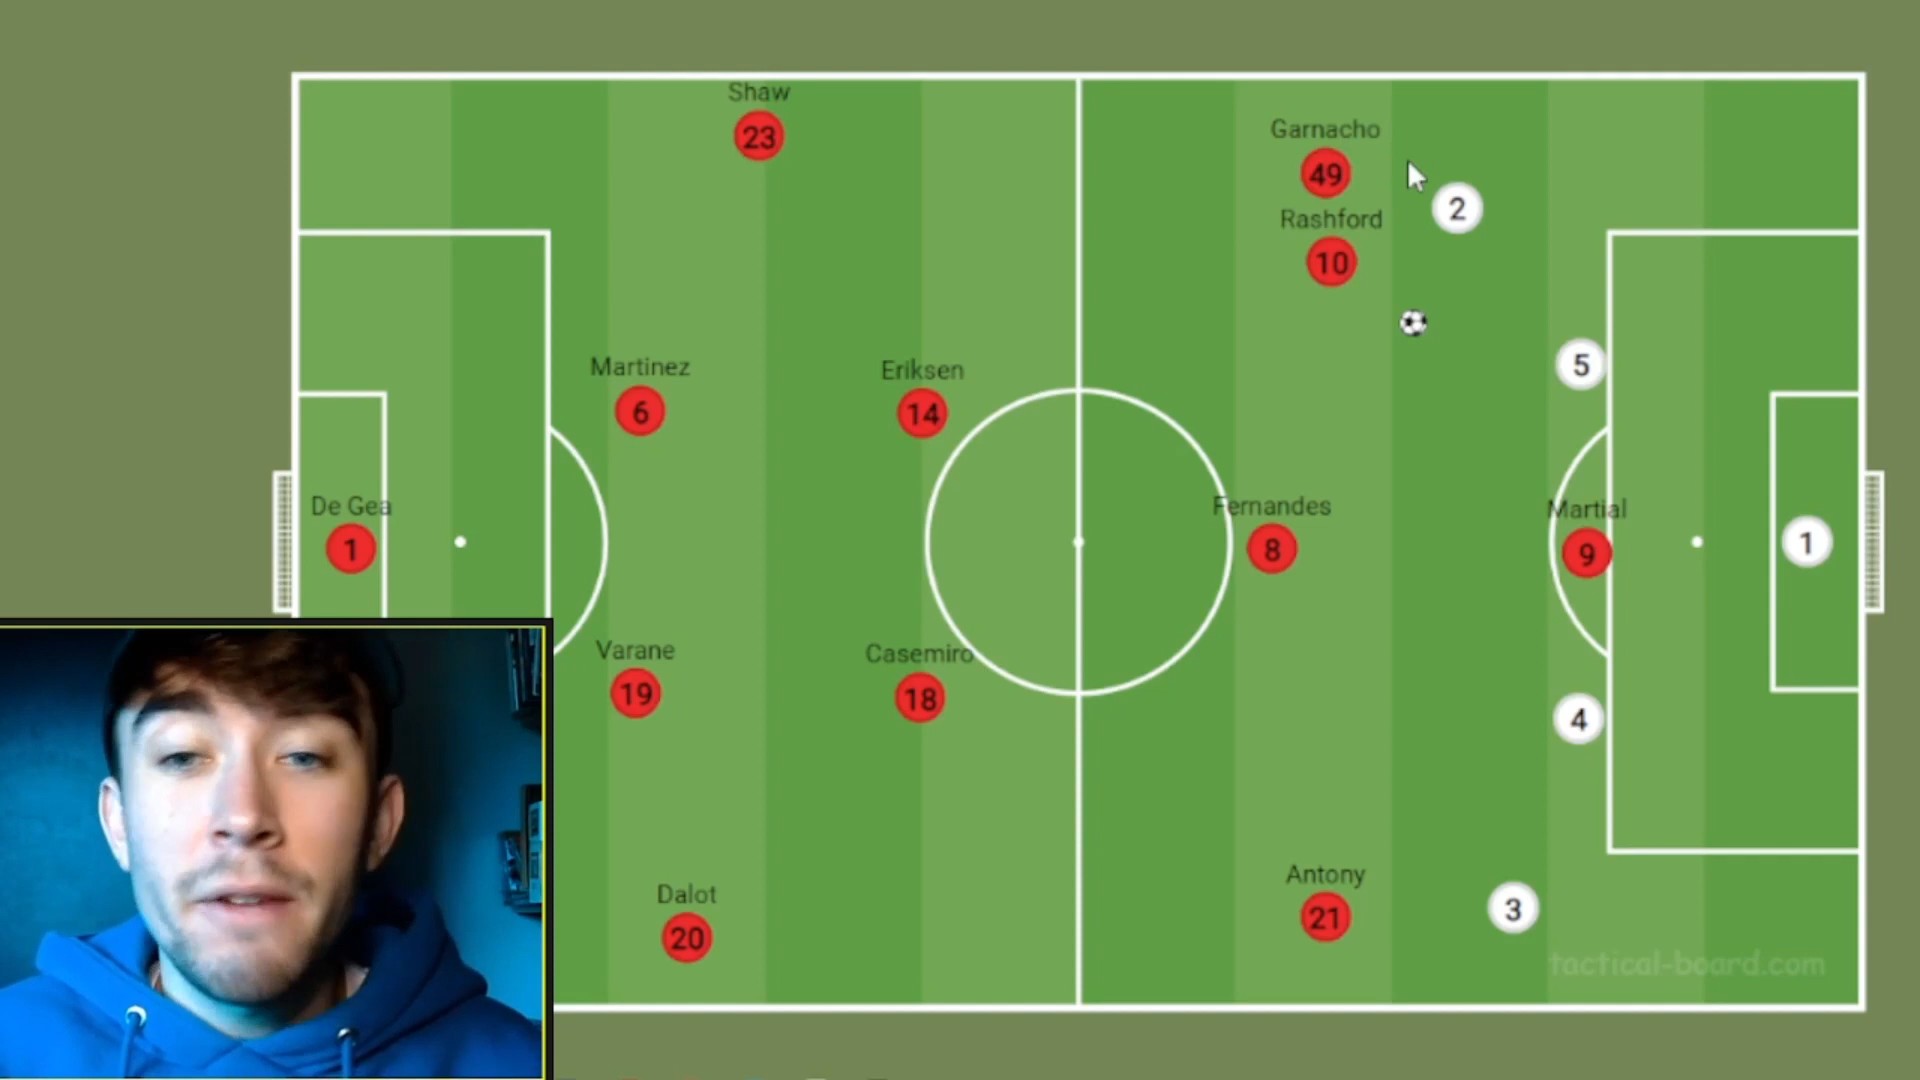 Shaw
23
Garnacho
49
2
Rashford
10
Martinez
6
Eriksen
14
5
De Gea
1
Fernandes
8
Martial
9
1
Varane
19
Casemiro
18
4
Dalot
20
Antony
21
3
tactical-board.com